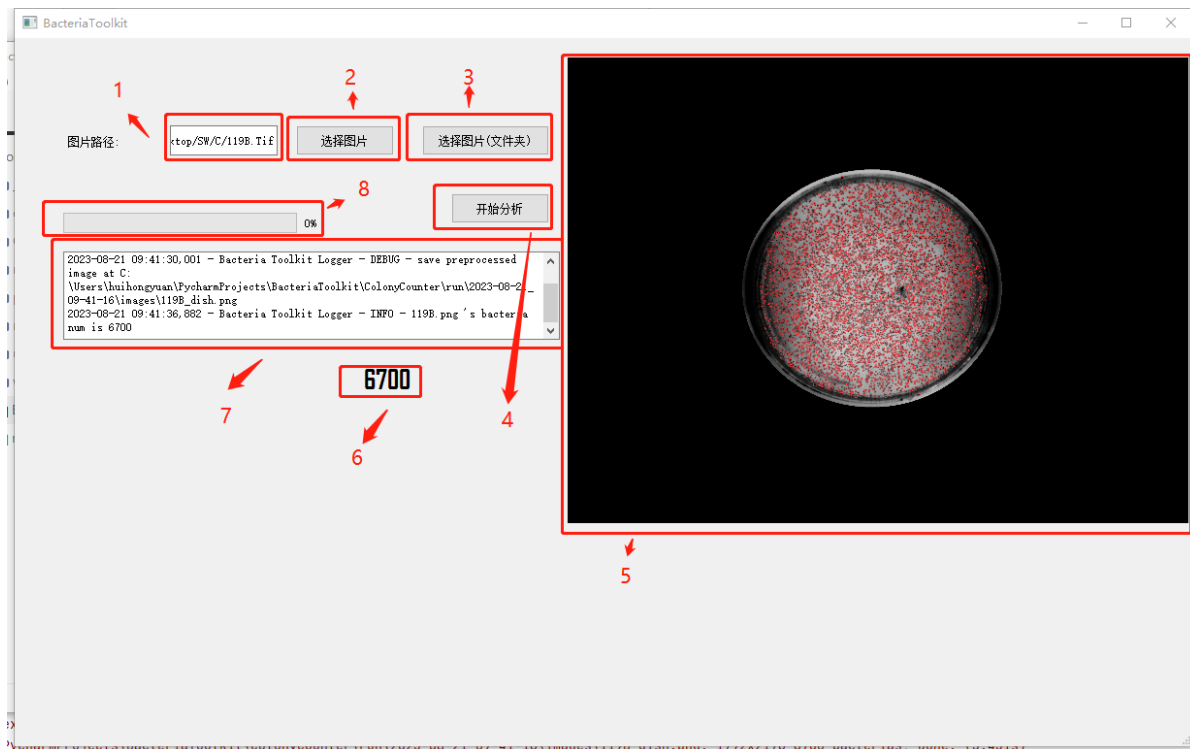 BacteriaToolkit
1
2
3
图片路径:
top/SW/C/119B.Tif
选择图片
选择图片(文件夹)
8
开始分析
0%
2023-08-21 09:41:30,001 - Bacteria Toolkit Logger - DEBUG - save preprocessed
image at C:
\Users\huihongyuan\PycharmProjects\BacteriaToolkit\ColonyCounter\run\2023-08-21_
09-41-16\images\119B_dish.png
2023-08-21 09:41:36,882 - Bacteria Toolkit Logger - INFO - 119B.png 's bacteria
num is 6700
6700
7
4
6
5